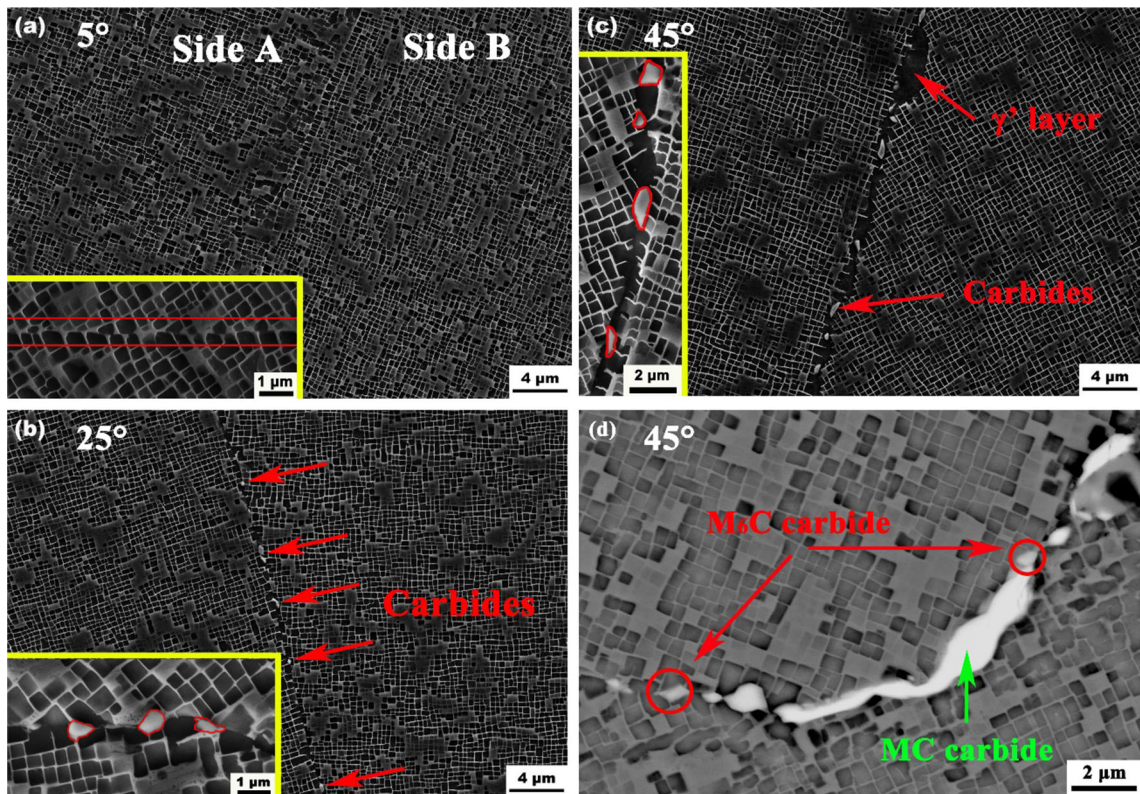 (a)
5°
Side A
Side B
1 μm
4 μm
(c)
45°
γ' layer
Carbides
2 μm
4 μm
(b)
25°
Carbides
1 μm
4 μm
(d)
45°
M₆C carbide
MC carbide
2 μm